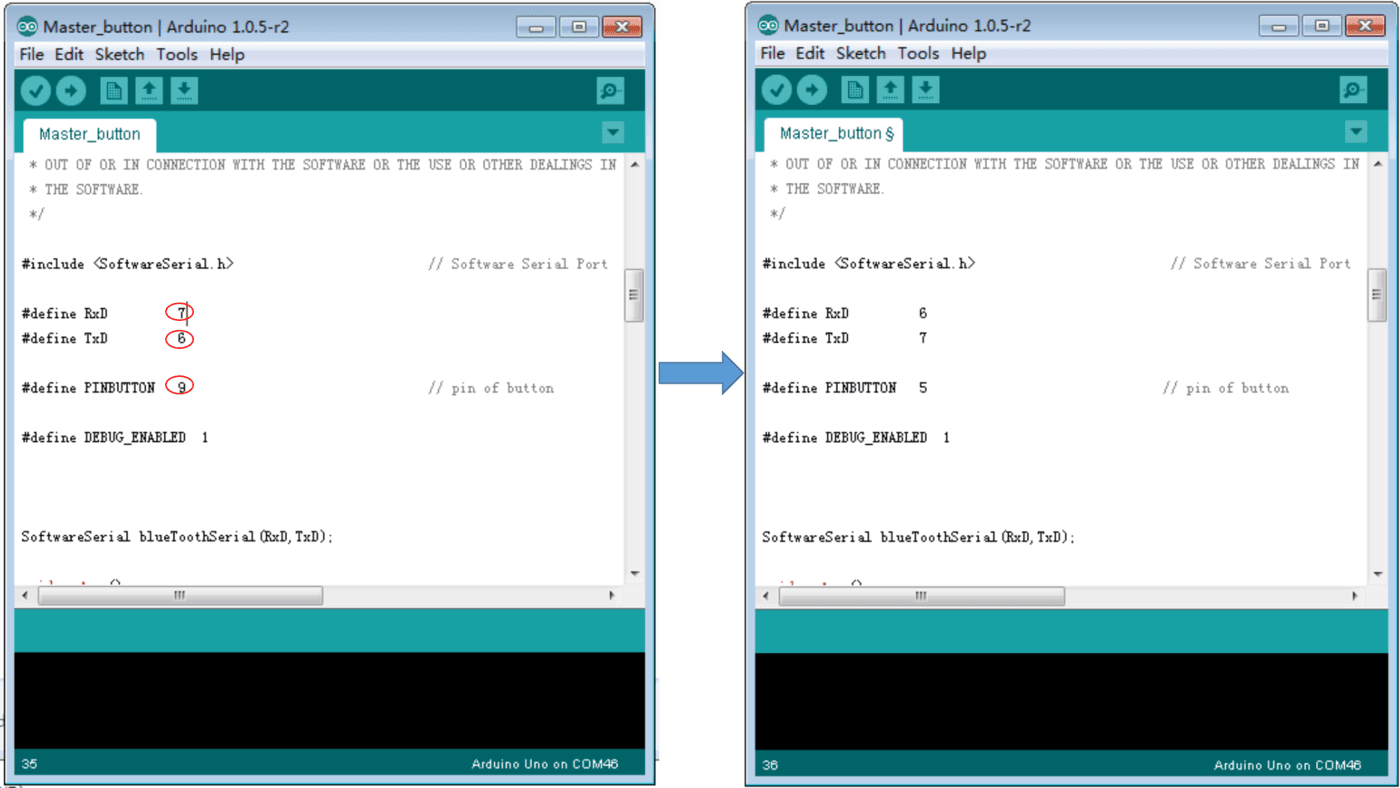 Master_button | Arduino 1.0.5-r2
File Edit Sketch Tools Help
Master_button
* OUT OF OR IN CONNECTION WITH THE SOFTWARE OR THE USE OR OTHER DEALINGS IN
* THE SOFTWARE.
*/
#include <SoftwareSerial.h> // Software Serial Port
#define RxD 7
#define TxD 6
#define PINBUTTON 9 // pin of button
#define DEBUG_ENABLED 1
SoftwareSerial blueToothSerial(RxD,TxD);
35 Arduino Uno on COM46
Master_button | Arduino 1.0.5-r2
File Edit Sketch Tools Help
Master_button §
* OUT OF OR IN CONNECTION WITH THE SOFTWARE OR THE USE OR OTHER DEALINGS IN
* THE SOFTWARE.
*/
#include <SoftwareSerial.h> // Software Serial Port
#define RxD 6
#define TxD 7
#define PINBUTTON 5 // pin of button
#define DEBUG_ENABLED 1
SoftwareSerial blueToothSerial(RxD,TxD);
36 Arduino Uno on COM46